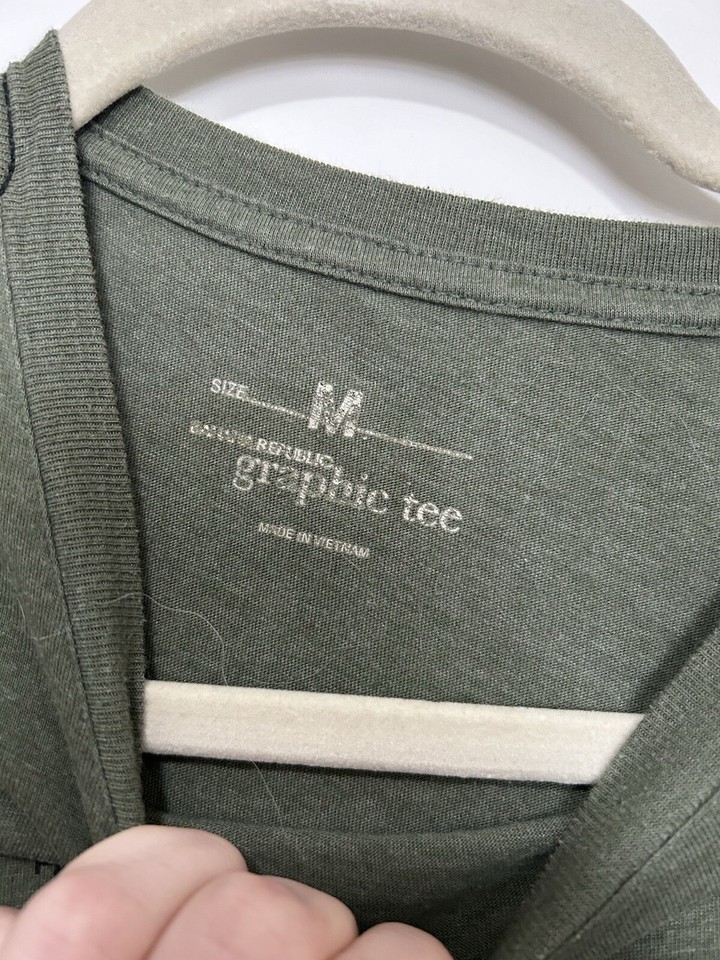 SIZE M
REPUBLIC
graphic tee
MADE IN VIETNAM